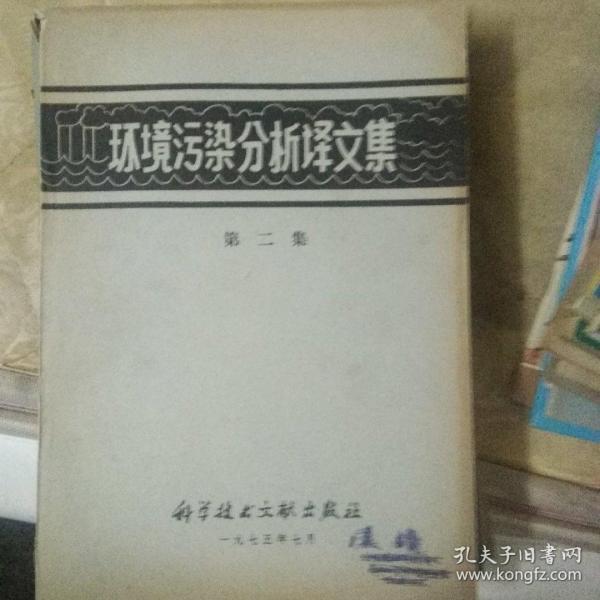 环境污染分析译文集
第二集
科学技术文献出版社
一九七五年七月
孔夫子旧书网
www.kongfz.com